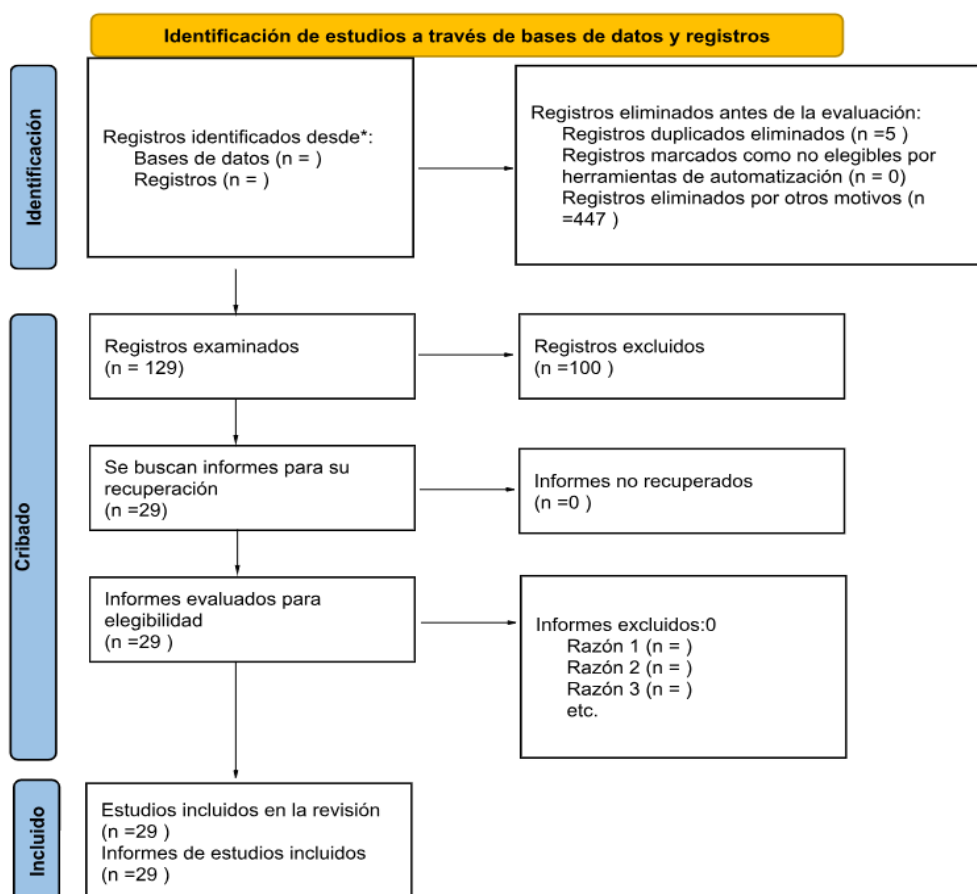 Identificación de estudios a través de bases de datos y registros
Identificación
Registros identificados desde*:
Bases de datos (n = )
Registros (n = )
Registros eliminados antes de la evaluación:
Registros duplicados eliminados (n =5 )
Registros marcados como no elegibles por
herramientas de automatización (n = 0)
Registros eliminados por otros motivos (n
=447 )
Cribado
Registros examinados
(n = 129)
Registros excluidos
(n =100 )
Se buscan informes para su
recuperación
(n =29)
Informes no recuperados
(n =0 )
Informes evaluados para
elegibilidad
(n =29 )
Informes excluidos:0
Razón 1 (n = )
Razón 2 (n = )
Razón 3 (n = )
etc.
Incluido
Estudios incluidos en la revisión
(n =29 )
Informes de estudios incluidos
(n =29 )